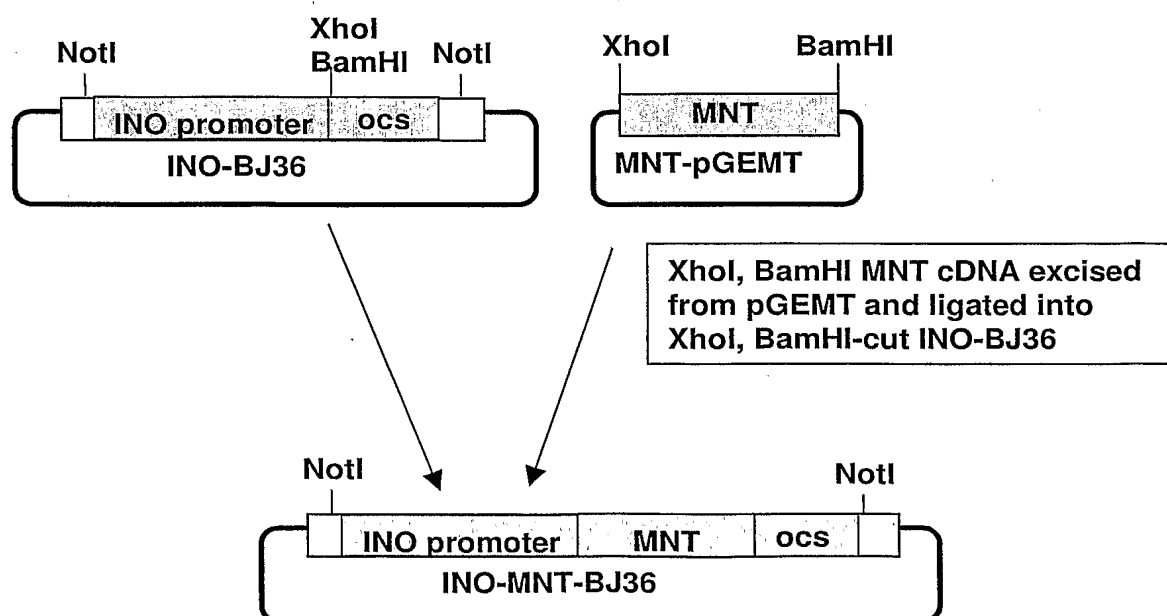 NotI
XhoI
BamHI
NotI
INO promoter
ocs
INO-BJ36
XhoI
BamHI
MNT
MNT-pGEMT
XhoI, BamHI MNT cDNA excised
from pGEMT and ligated into
XhoI, BamHI-cut INO-BJ36
NotI
NotI
INO promoter
MNT
ocs
INO-MNT-BJ36